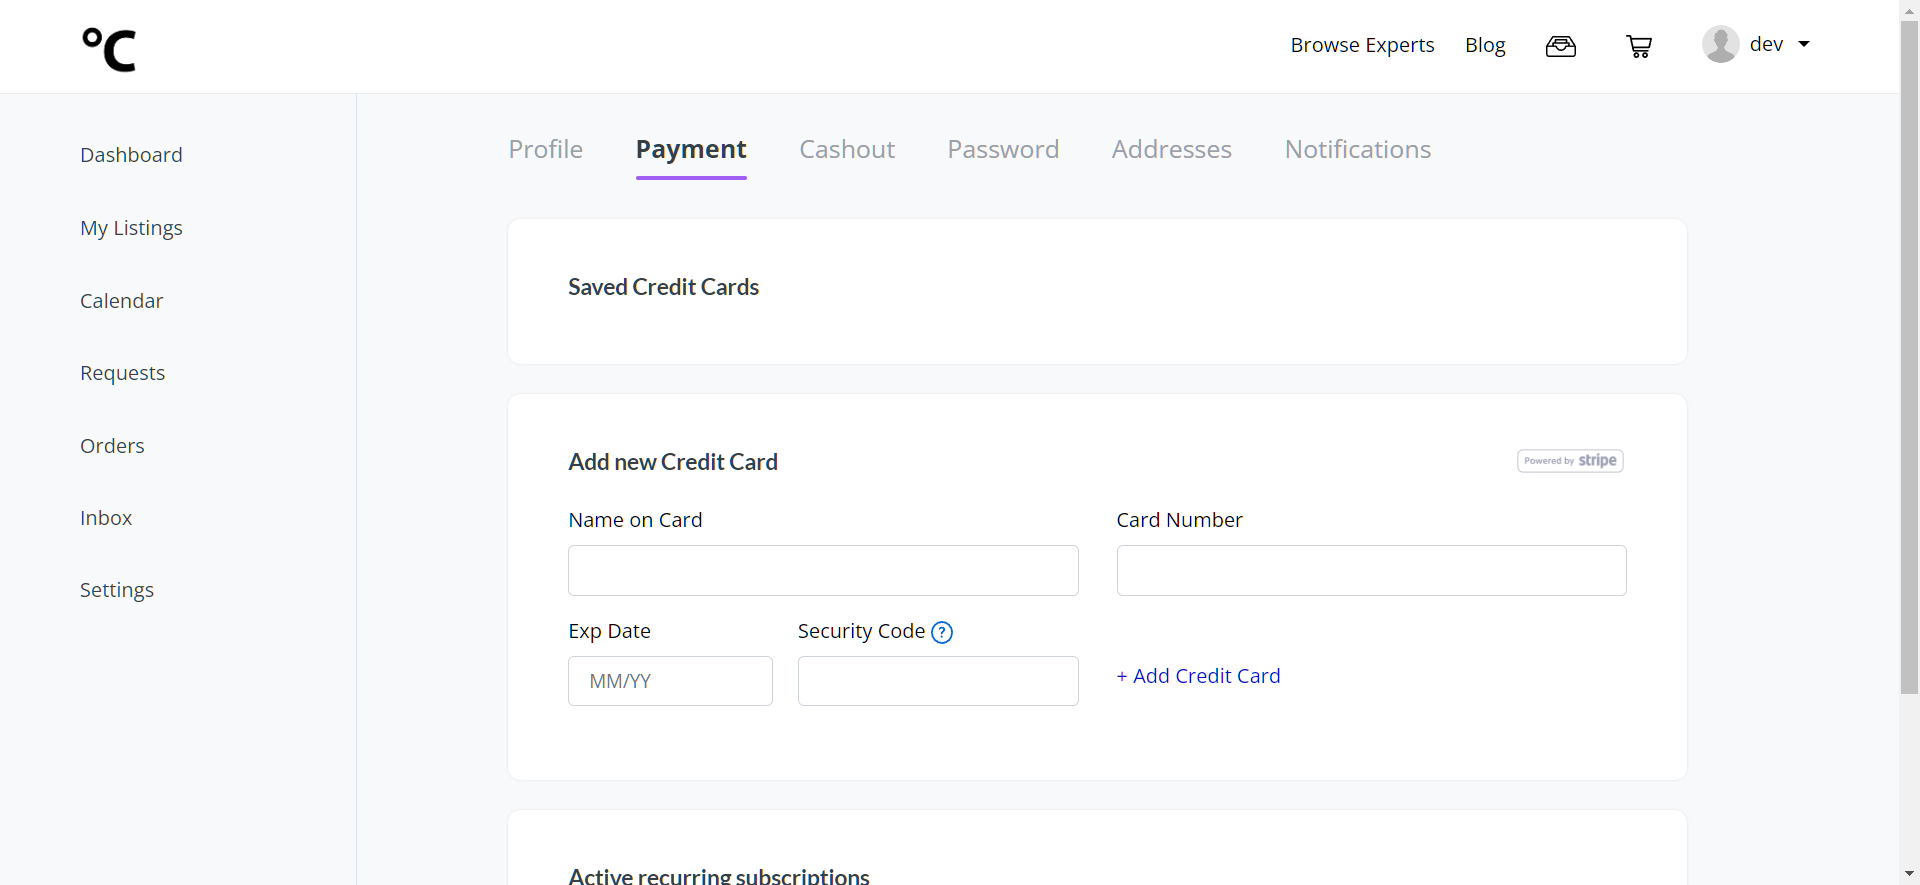 °C
Browse Experts
Blog
dev
Dashboard
My Listings
Calendar
Requests
Orders
Inbox
Settings
Profile
Payment
Cashout
Password
Addresses
Notifications
Saved Credit Cards
Add new Credit Card
Powered by stripe
Name on Card
Card Number
Exp Date
Security Code ?
MM/YY
+ Add Credit Card
Active recurring subscriptions